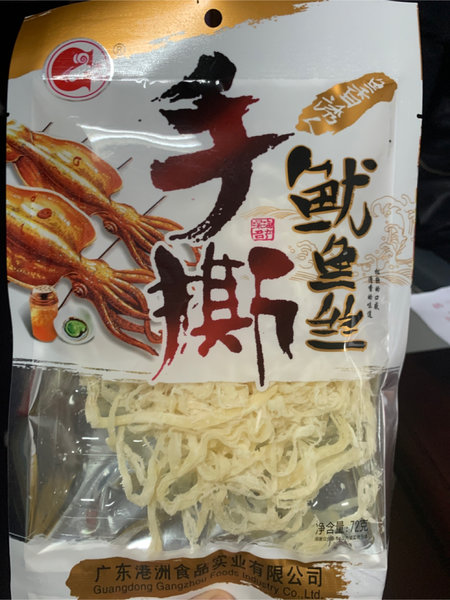 手撕
鱿鱼丝
净含量:72克
广东港洲食品实业有限公司
Guangdong Gangzhou Foods Industry Co.,Ltd.